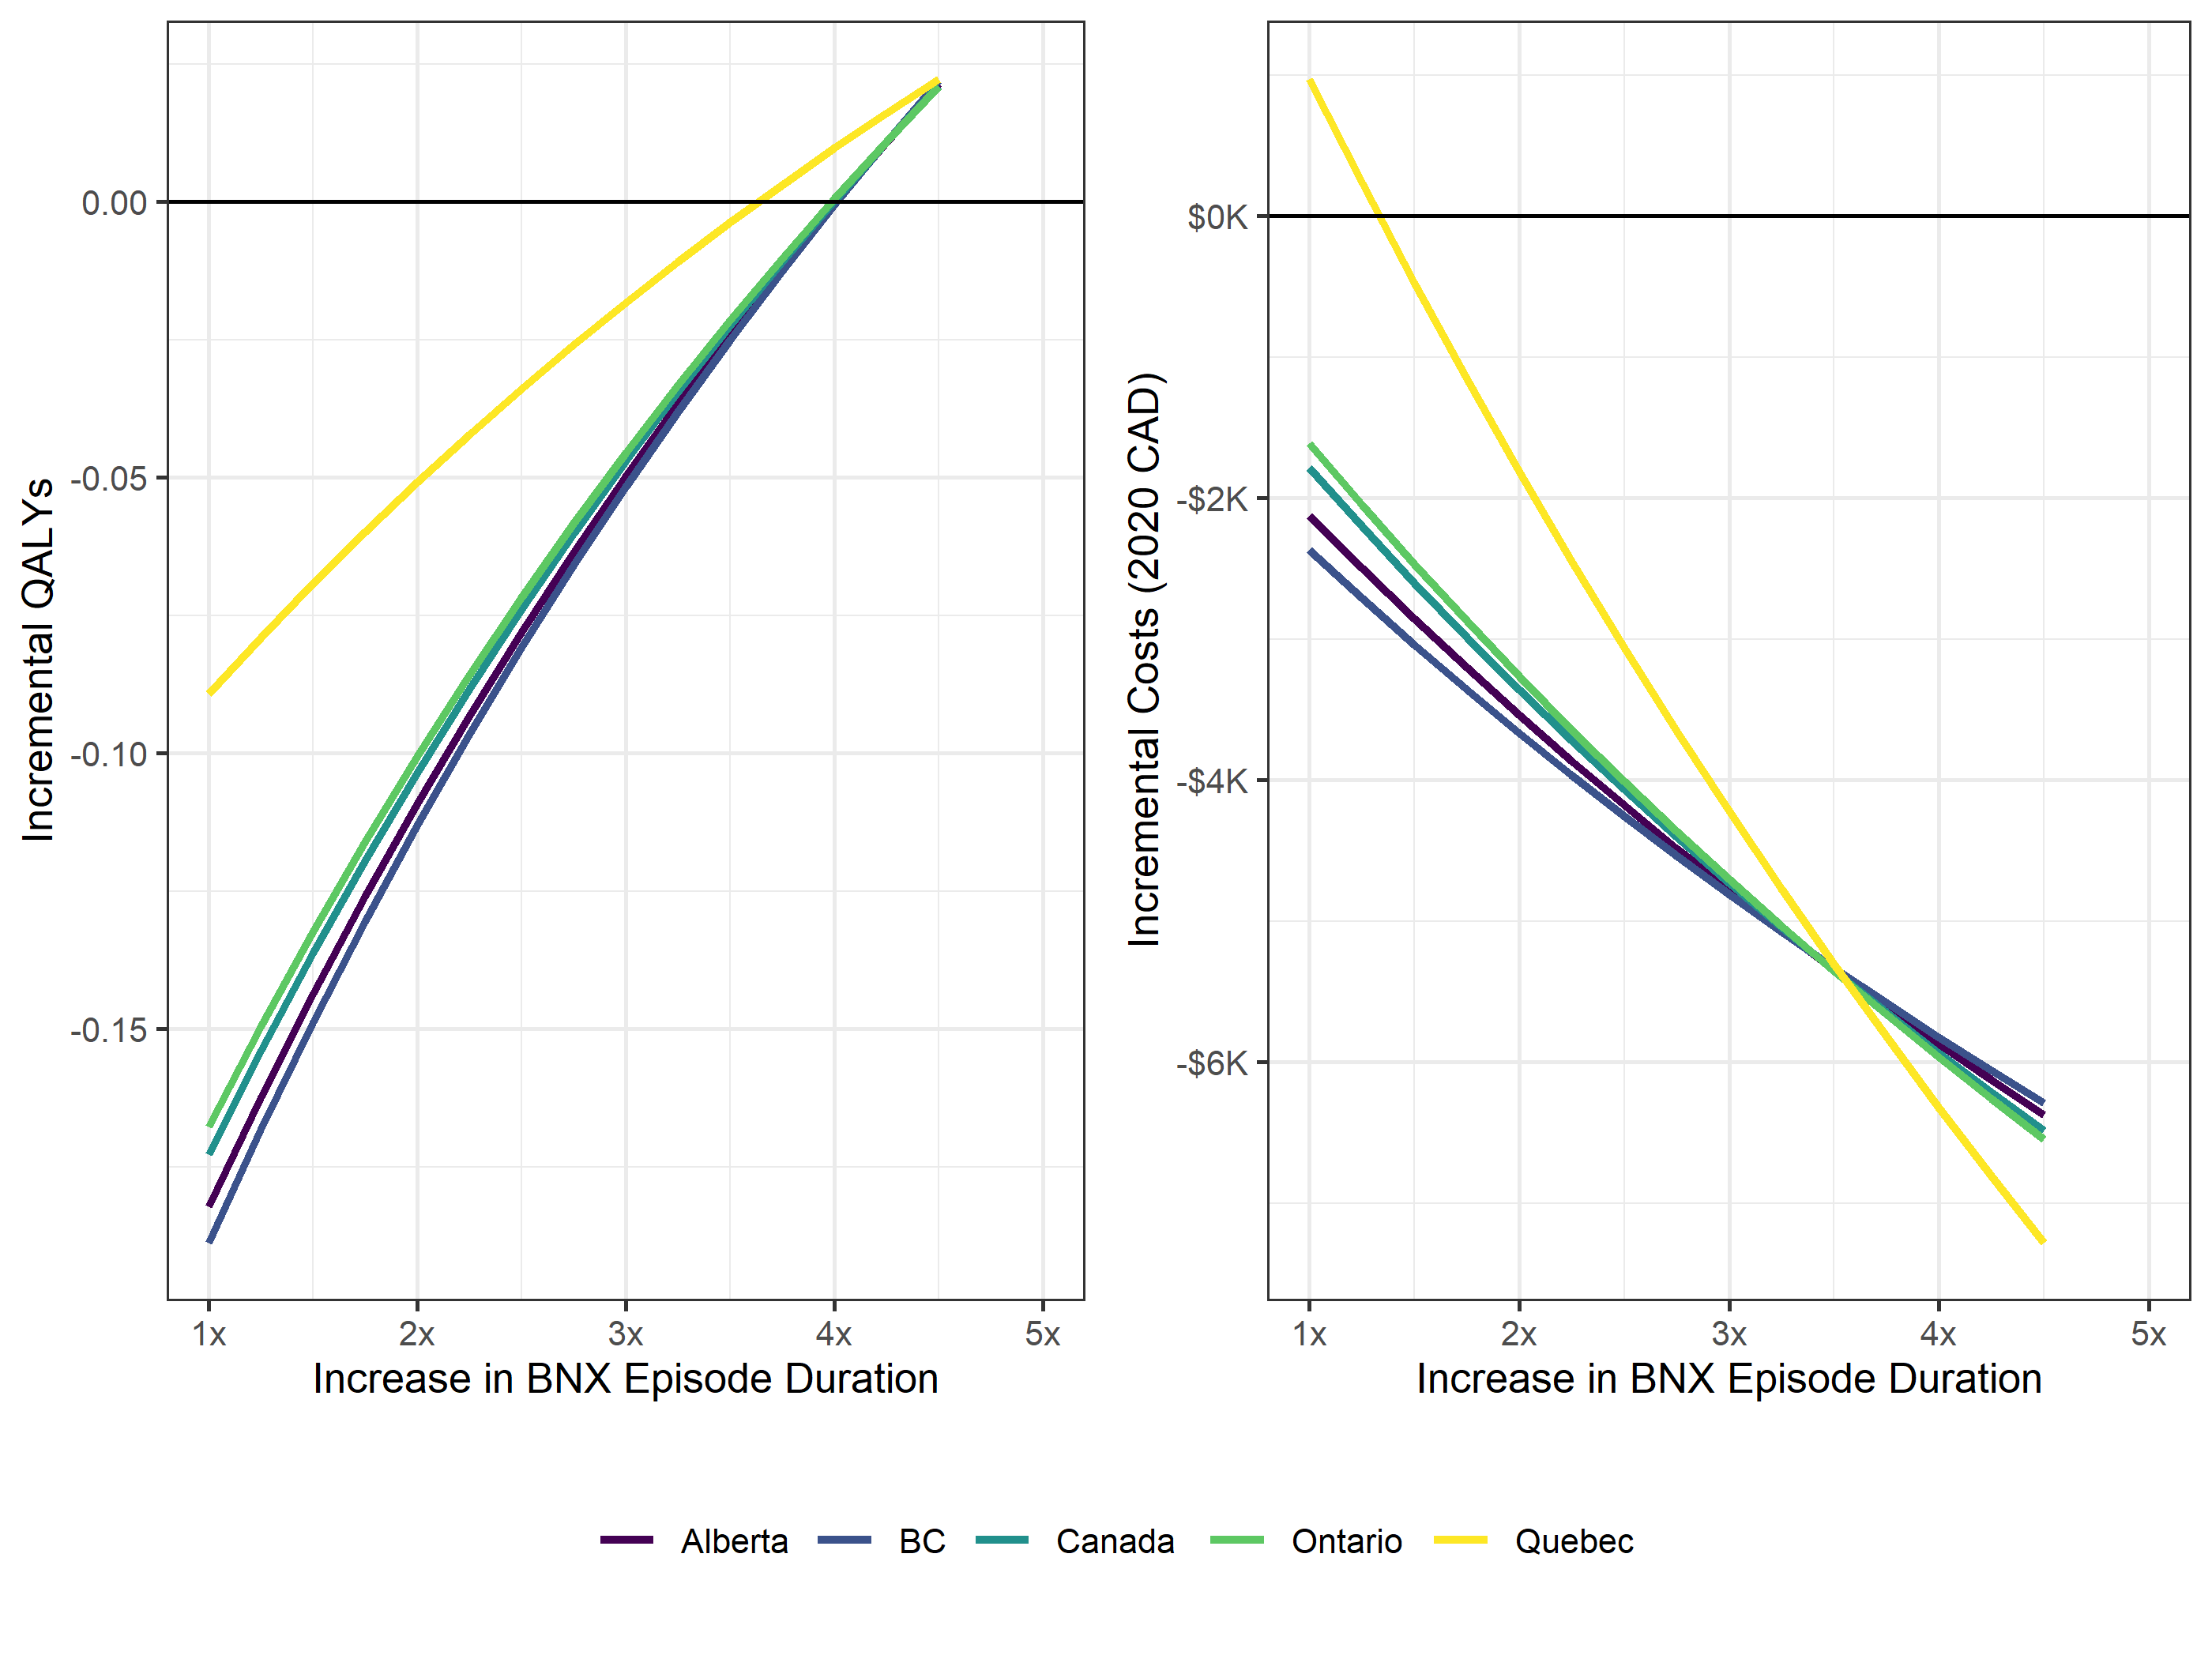 Incremental QALYs
0.00
-0.05
-0.10
-0.15
1x 2x 3x 4x 5x
Increase in BNX Episode Duration
Incremental Costs (2020 CAD)
$0K
-$2K
-$4K
-$6K
1x 2x 3x 4x 5x
Increase in BNX Episode Duration
Alberta BC Canada Ontario Quebec